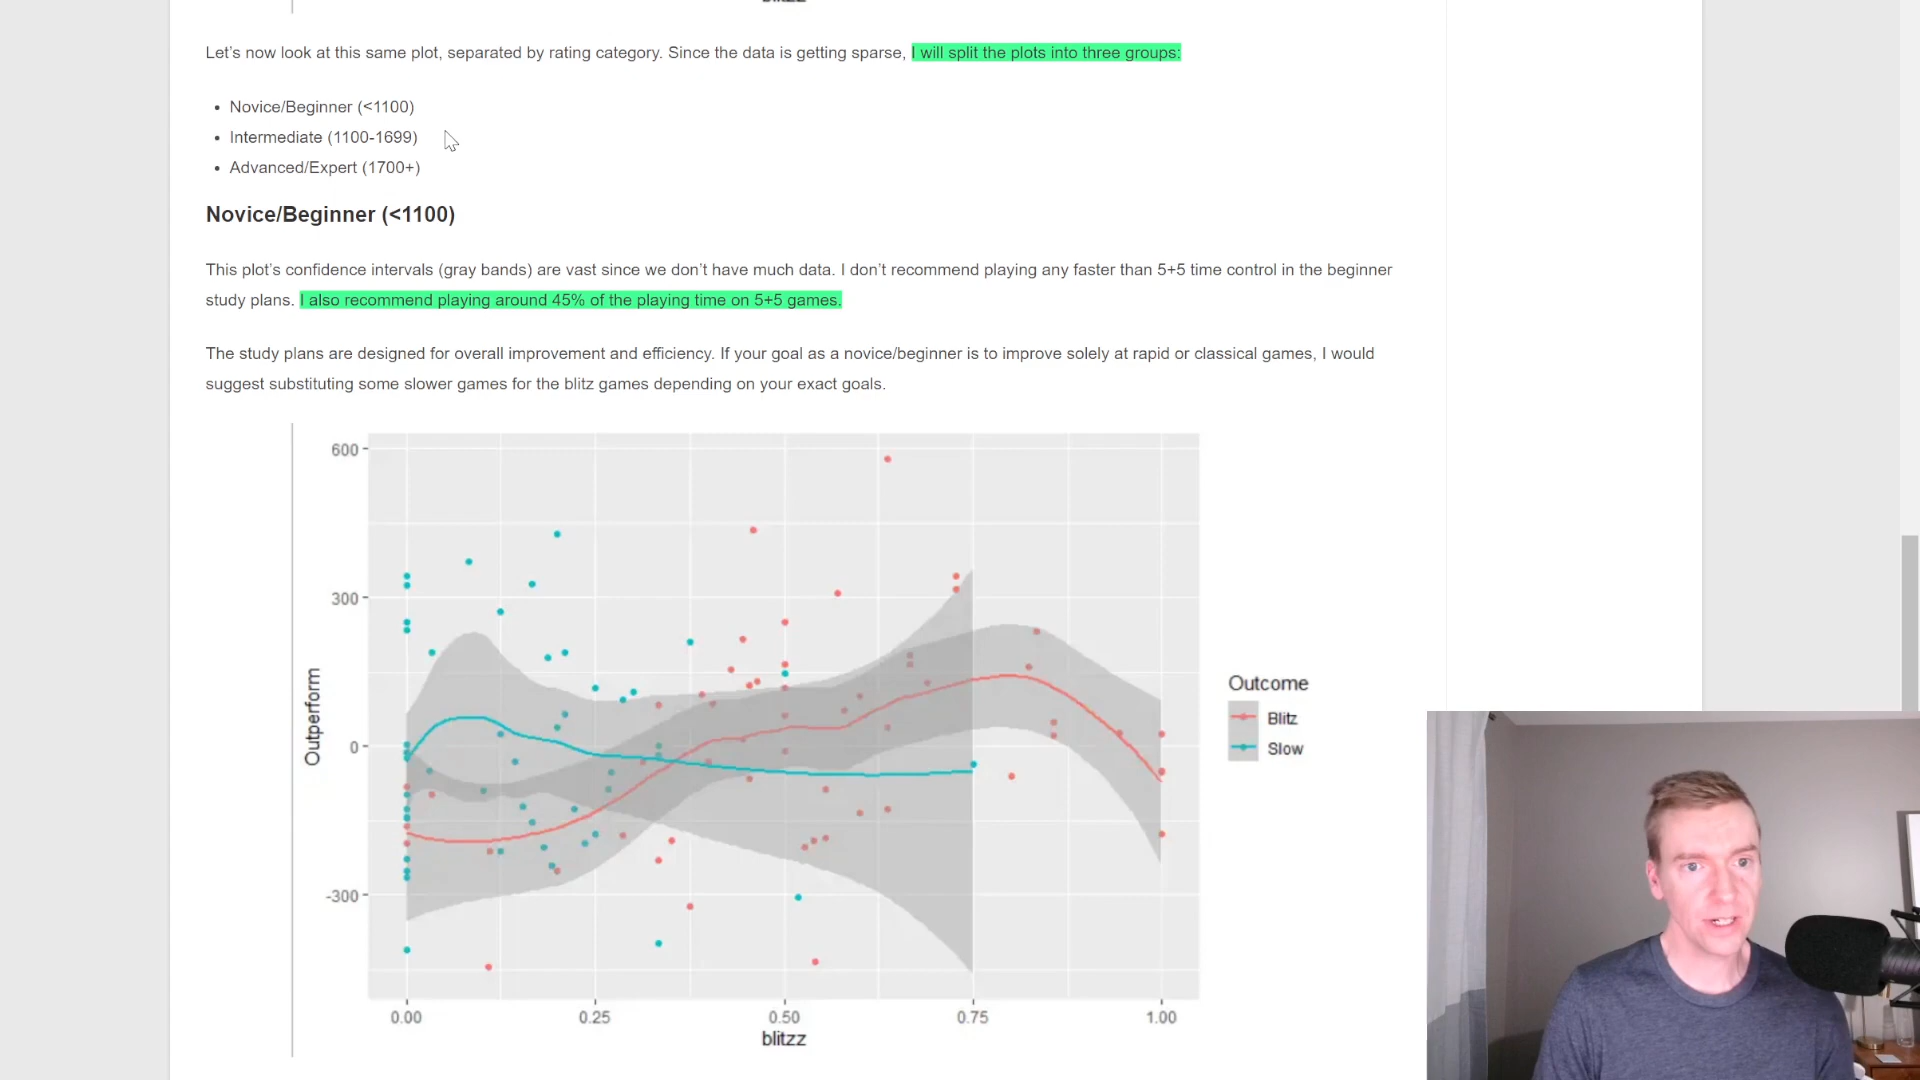 Let's now look at this same plot, separated by rating category. Since the data is getting sparse, I will split the plots into three groups:
• Novice/Beginner (<1100)
• Intermediate (1100-1699)
• Advanced/Expert (1700+)
Novice/Beginner (<1100)
This plot's confidence intervals (gray bands) are vast since we don't have much data. I don't recommend playing any faster than 5+5 time control in the beginner
study plans. I also recommend playing around 45% of the playing time on 5+5 games.
The study plans are designed for overall improvement and efficiency. If your goal as a novice/beginner is to improve solely at rapid or classical games, I would
suggest substituting some slower games for the blitz games depending on your exact goals.
600
300
0
-300
Outperform
0.00 0.25 0.50 0.75 1.00
blitzz
Outcome
Blitz
Slow